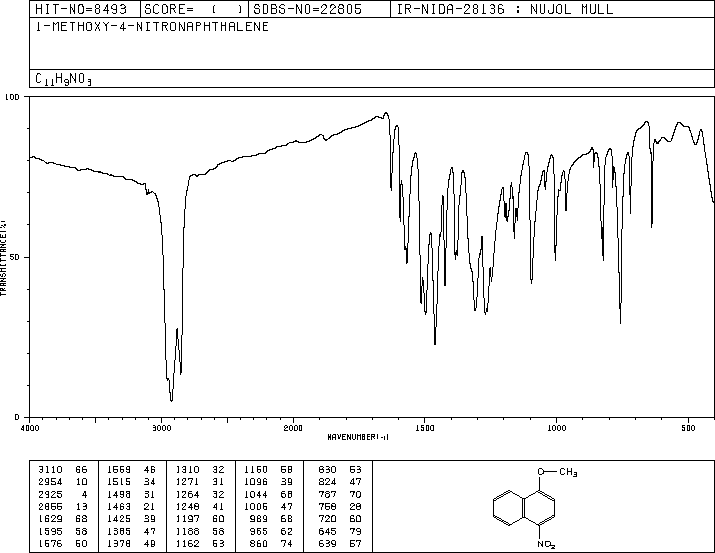 HIT-NO=8493 SCORE= ( ) SDBS-NO=22805 IR-NIDA-28136 : NUJOL MULL
1-METHOXY-4-NITRONAPHTHALENE
C11H9NO3
100
50
0
TRANSMITTANCE(%)
4000 3000 2000 1500 1000 500
WAVENUMBER(-1)
3110 66 1569 46 1310 32 1160 68 830 53
2954 10 1515 34 1271 31 1096 39 824 47
2925 4 1498 31 1264 32 1044 68 787 70
2855 13 1463 21 1248 41 1006 47 758 28
1629 68 1425 39 1197 60 989 68 720 60
1595 58 1385 47 1188 58 965 62 645 79
1576 50 1378 49 1162 53 860 74 639 57
O-CH3
NO2